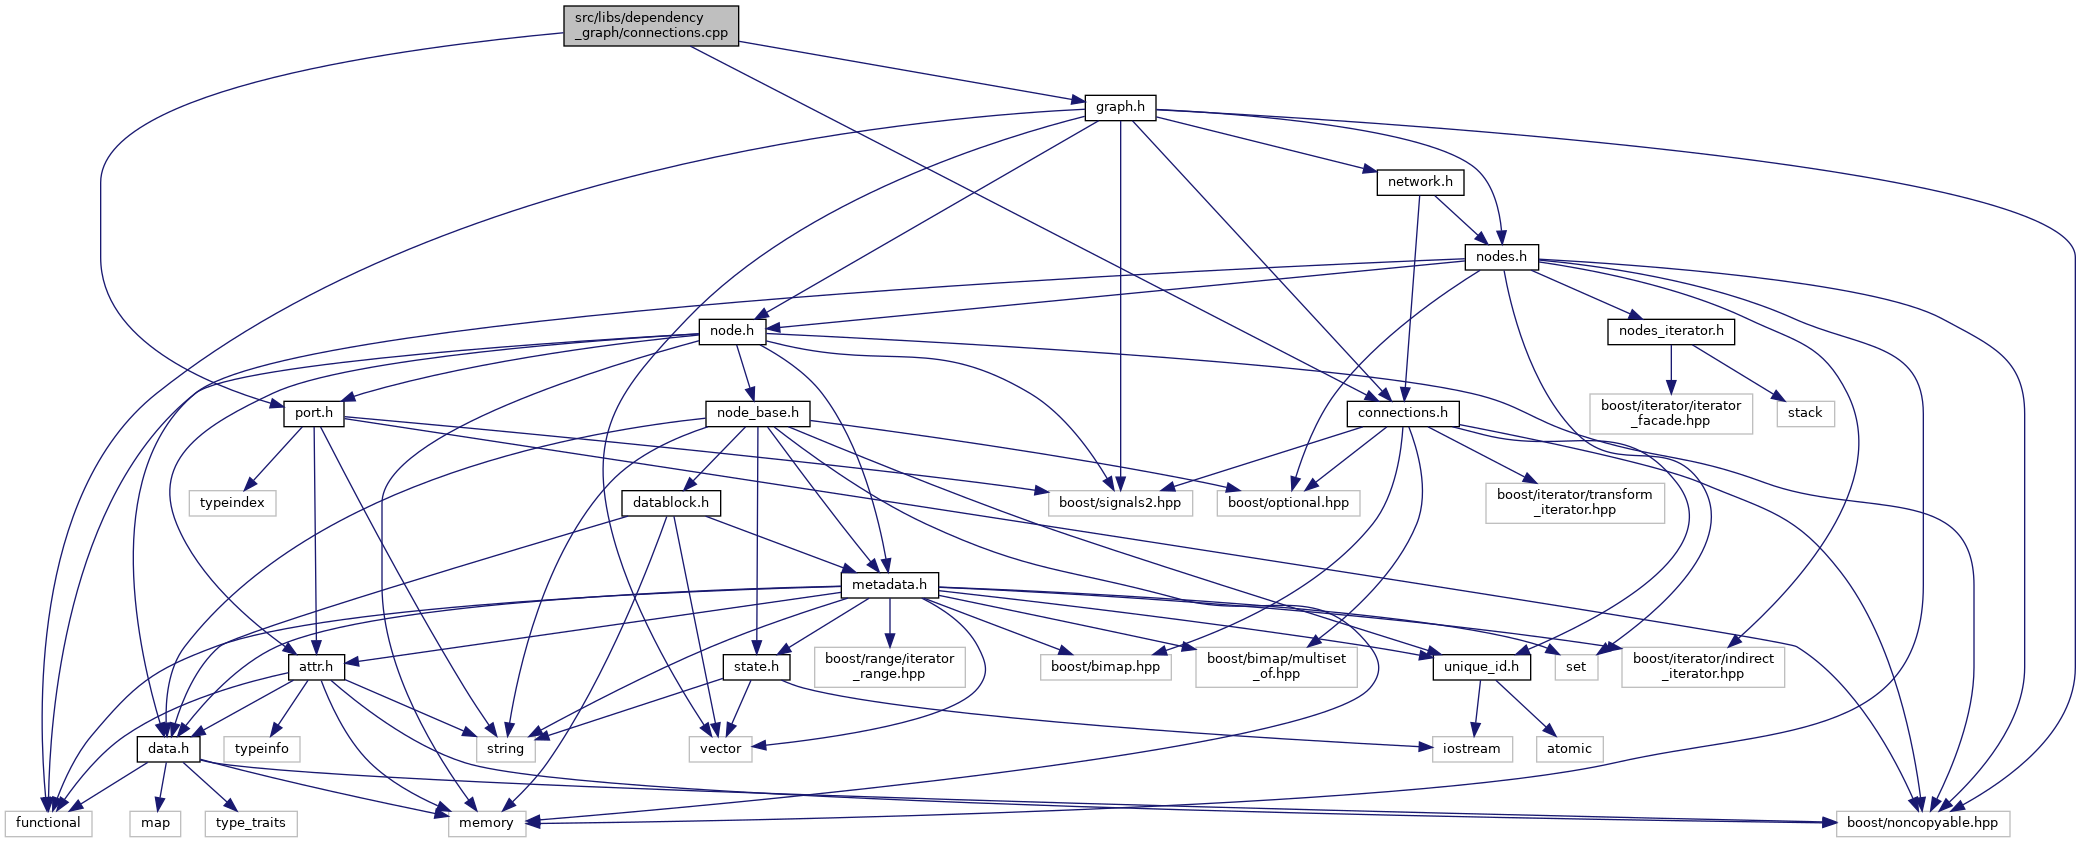 src/libs/dependency
_graph/connections.cpp
graph.h
network.h
nodes.h
node.h
nodes_iterator.h
port.h
node_base.h
connections.h
boost/iterator/iterator
_facade.hpp
stack
typeindex
datablock.h
boost/signals2.hpp
boost/optional.hpp
boost/iterator/transform
_iterator.hpp
metadata.h
attr.h
state.h
boost/range/iterator
_range.hpp
boost/bimap.hpp
boost/bimap/multiset
_of.hpp
unique_id.h
set
boost/iterator/indirect
_iterator.hpp
data.h
typeinfo
string
vector
iostream
atomic
functional
map
type_traits
memory
boost/noncopyable.hpp